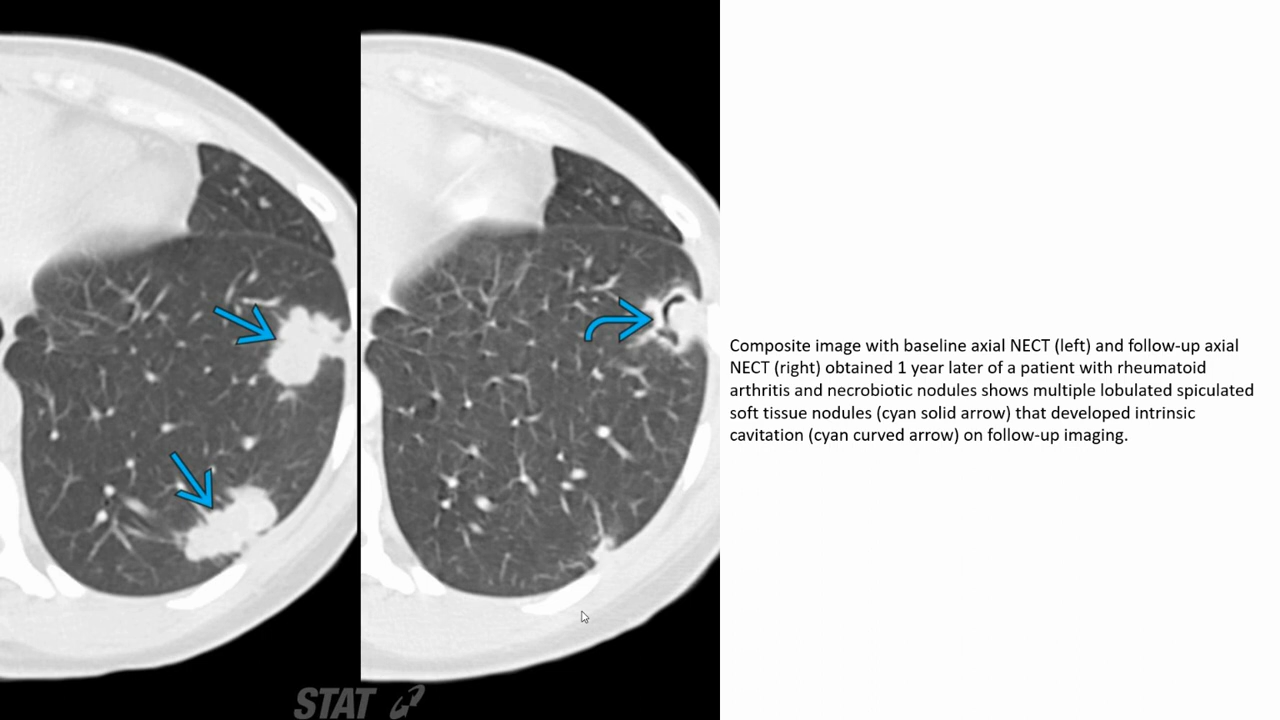 Composite image with baseline axial NECT (left) and follow-up axial
NECT (right) obtained 1 year later of a patient with rheumatoid
arthritis and necrobiotic nodules shows multiple lobulated spiculated
soft tissue nodules (cyan solid arrow) that developed intrinsic
cavitation (cyan curved arrow) on follow-up imaging.
STAT